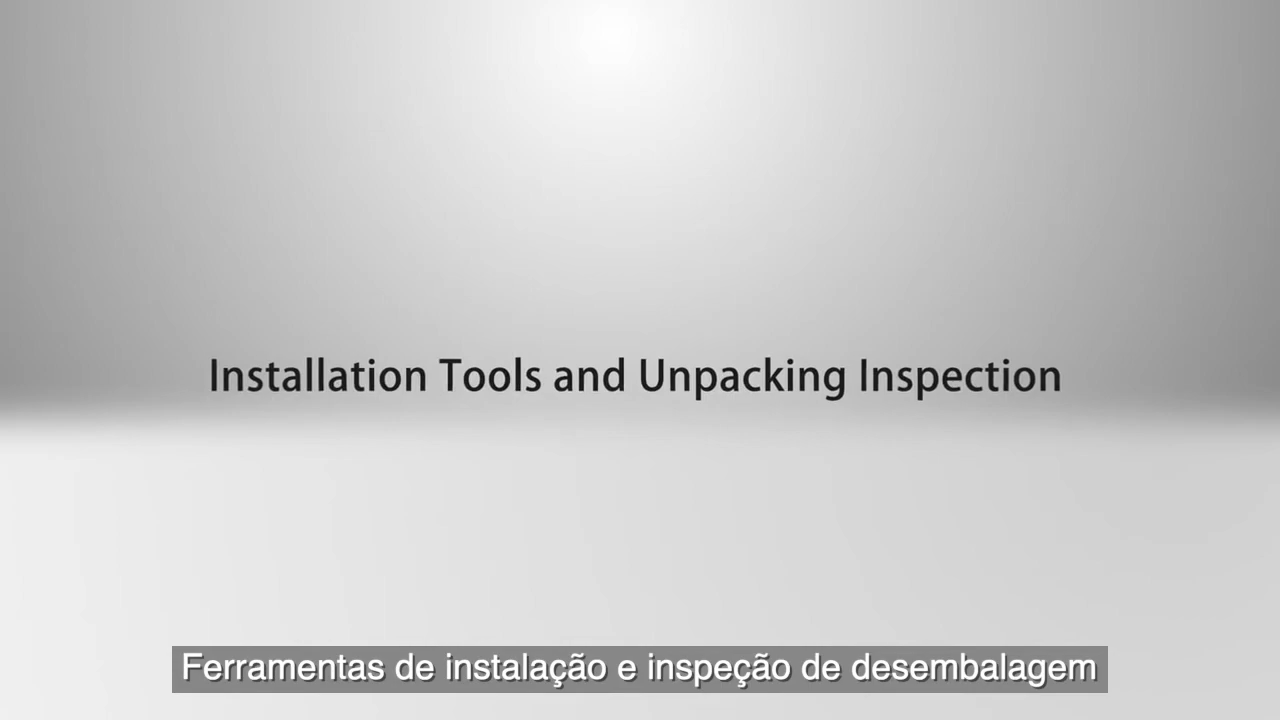 Installation Tools and Unpacking Inspection
Ferramentas de instalação e inspeção de desembalagem